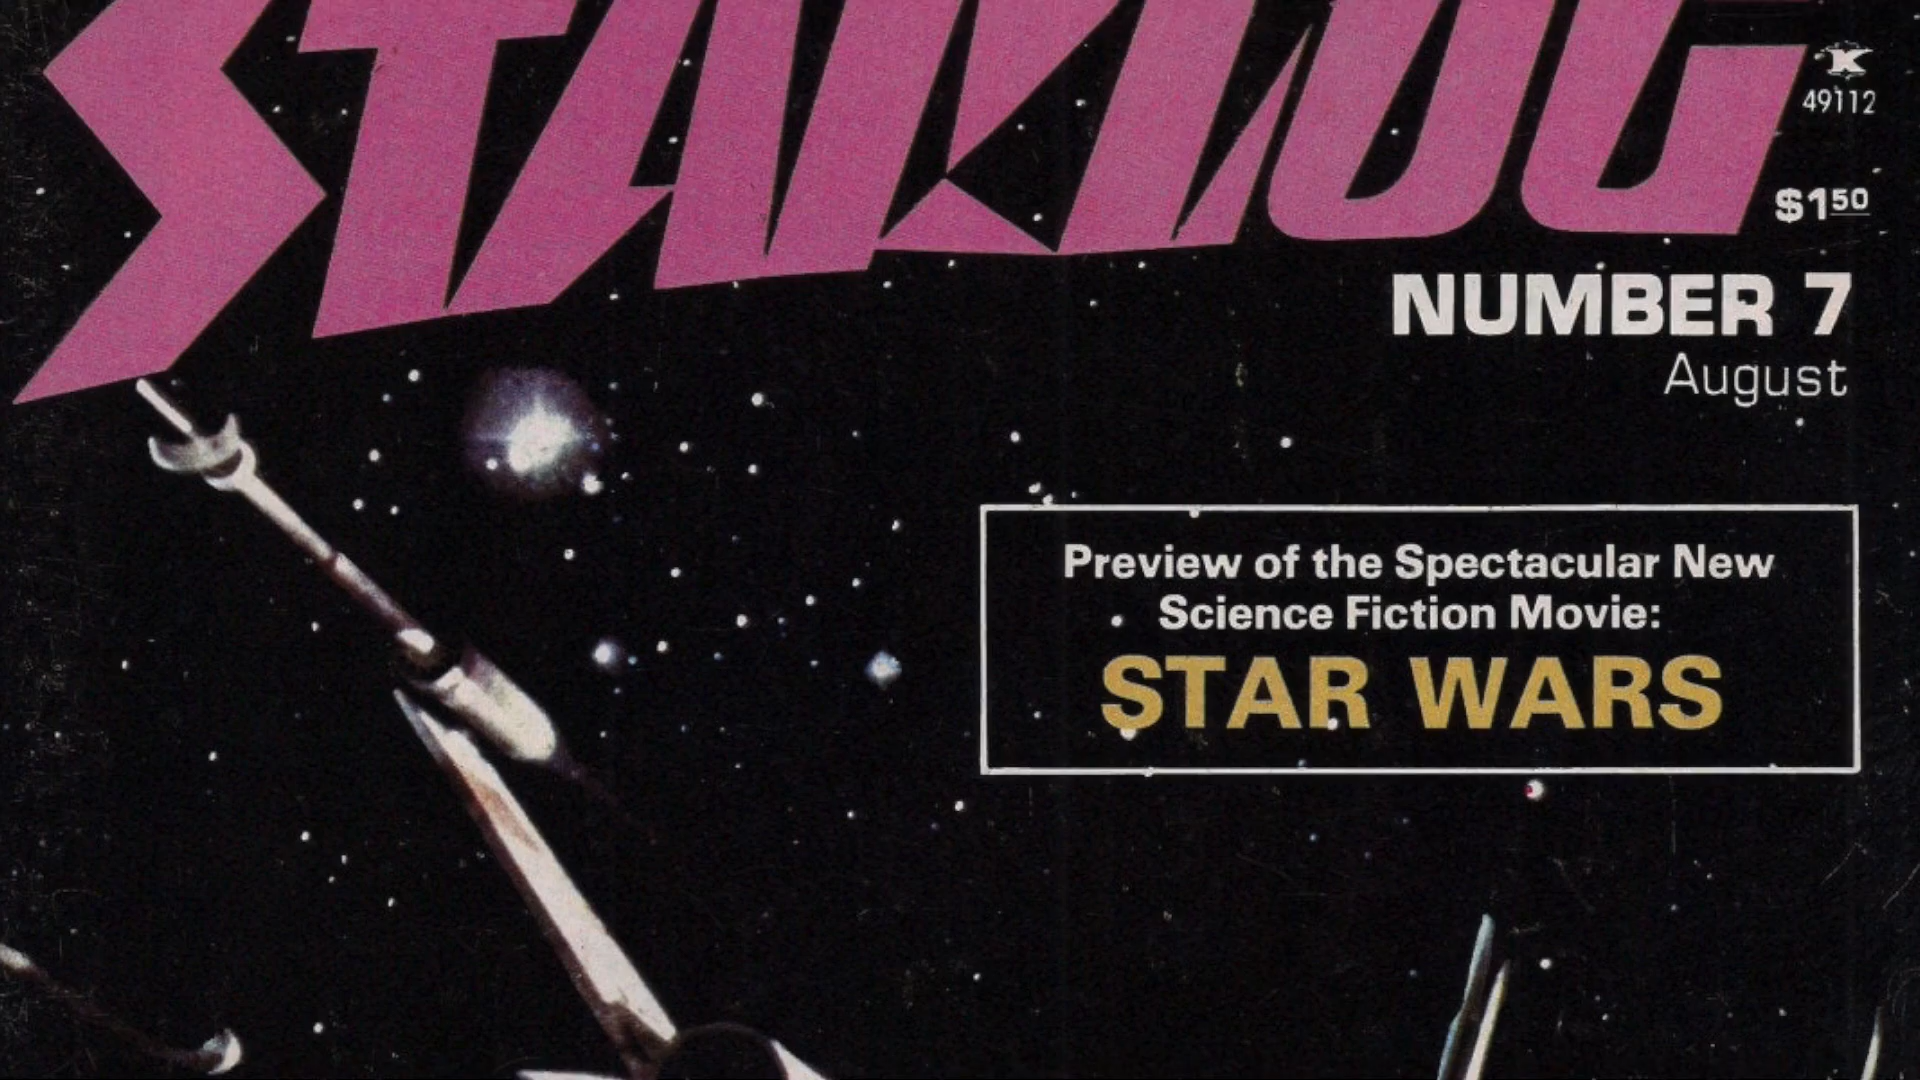 STARLOG
K
49112
$1.50
NUMBER 7
August
Preview of the Spectacular New
Science Fiction Movie:
STAR WARS